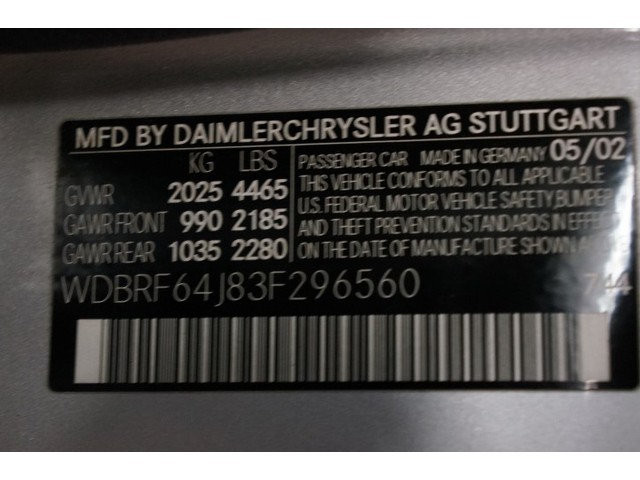 MFD BY DAIMLERCHRYSLER AG STUTTGART
KG LBS
GVWR 2025 4465
GAWR FRONT 990 2185
GAWR REAR 1035 2280
PASSENGER CAR MADE IN GERMANY 05/02
THIS VEHICLE CONFORMS TO ALL APPLICABLE
U.S. FEDERAL MOTOR VEHICLE SAFETY, BUMPER
AND THEFT PREVENTION STANDARDS IN EFFECT
ON THE DATE OF MANUFACTURE SHOWN
WDBRF64J83F296560 744